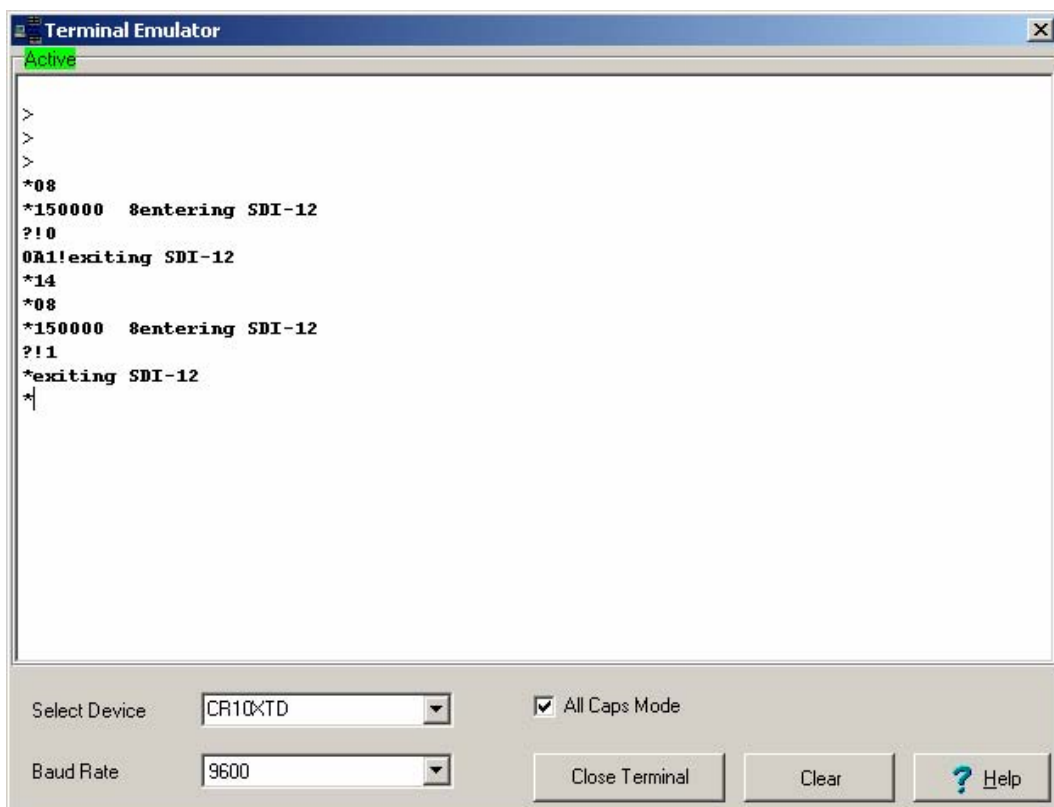 Terminal Emulator
Active
>
>
>
*08
*150000  8entering SDI-12
?!0
0A1!exiting SDI-12
*14
*08
*150000  8entering SDI-12
?!1
*exiting SDI-12
*
Select Device CR10XTD All Caps Mode
Baud Rate 9600 Close Terminal Clear ? Help